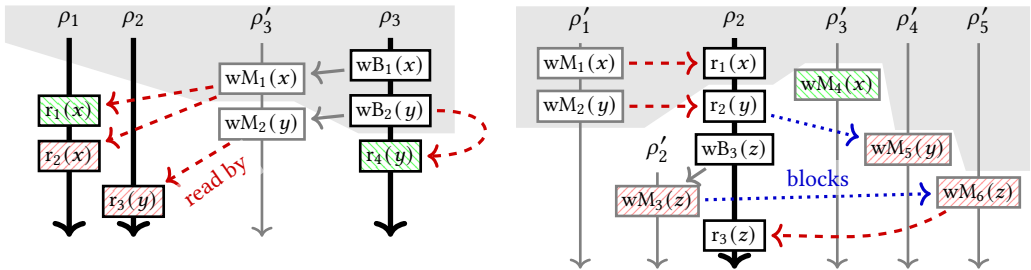 ρ₁ ρ₂ ρ′₃ ρ₃
wB₁(x)
wM₁(x)
r₁(x) wB₂(y)
wM₂(y)
r₂(x) r₄(y)
read by
r₃(y)
ρ′₁ ρ₂ ρ′₃ ρ′₄ ρ′₅
wM₁(x) r₁(x)
wM₄(x)
wM₂(y) r₂(y)
ρ′₂ wB₃(z) wM₅(y)
blocks
wM₃(z) wM₆(z)
r₃(z)